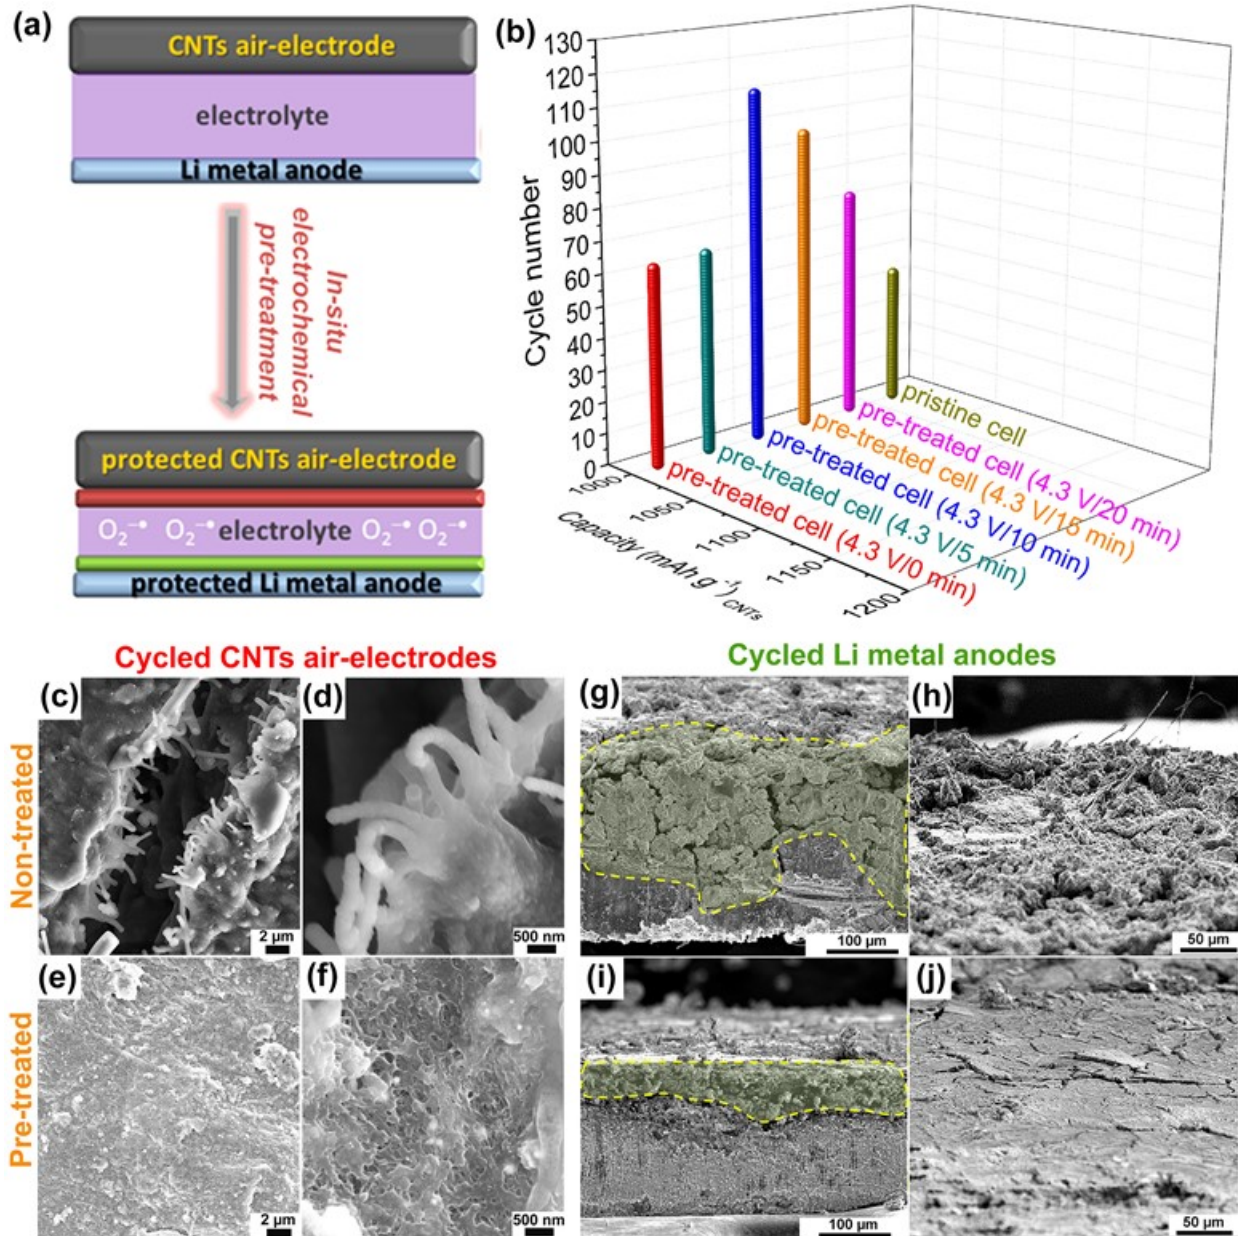 (a)
CNTs air-electrode
electrolyte
Li metal anode
In-situ
electrochemical
pre-treatment
protected CNTs air-electrode
O₂⁻• O₂⁻• electrolyte O₂⁻• O₂⁻•
protected Li metal anode
(b)
Cycle number
130
120
110
100
90
80
70
60
50
40
30
20
10
0
1000
1050
1100
1150
1200
Capacity (mAh g⁻¹)CNTs
pristine cell
pre-treated cell (4.3 V/20 min)
pre-treated cell (4.3 V/15 min)
pre-treated cell (4.3 V/10 min)
pre-treated cell (4.3 V/5 min)
pre-treated cell (4.3 V/0 min)
Cycled CNTs air-electrodes
Cycled Li metal anodes
Non-treated
(c)
2 µm
(d)
500 nm
(g)
100 µm
(h)
50 µm
Pre-treated
(e)
2 µm
(f)
500 nm
(i)
100 µm
(j)
50 µm